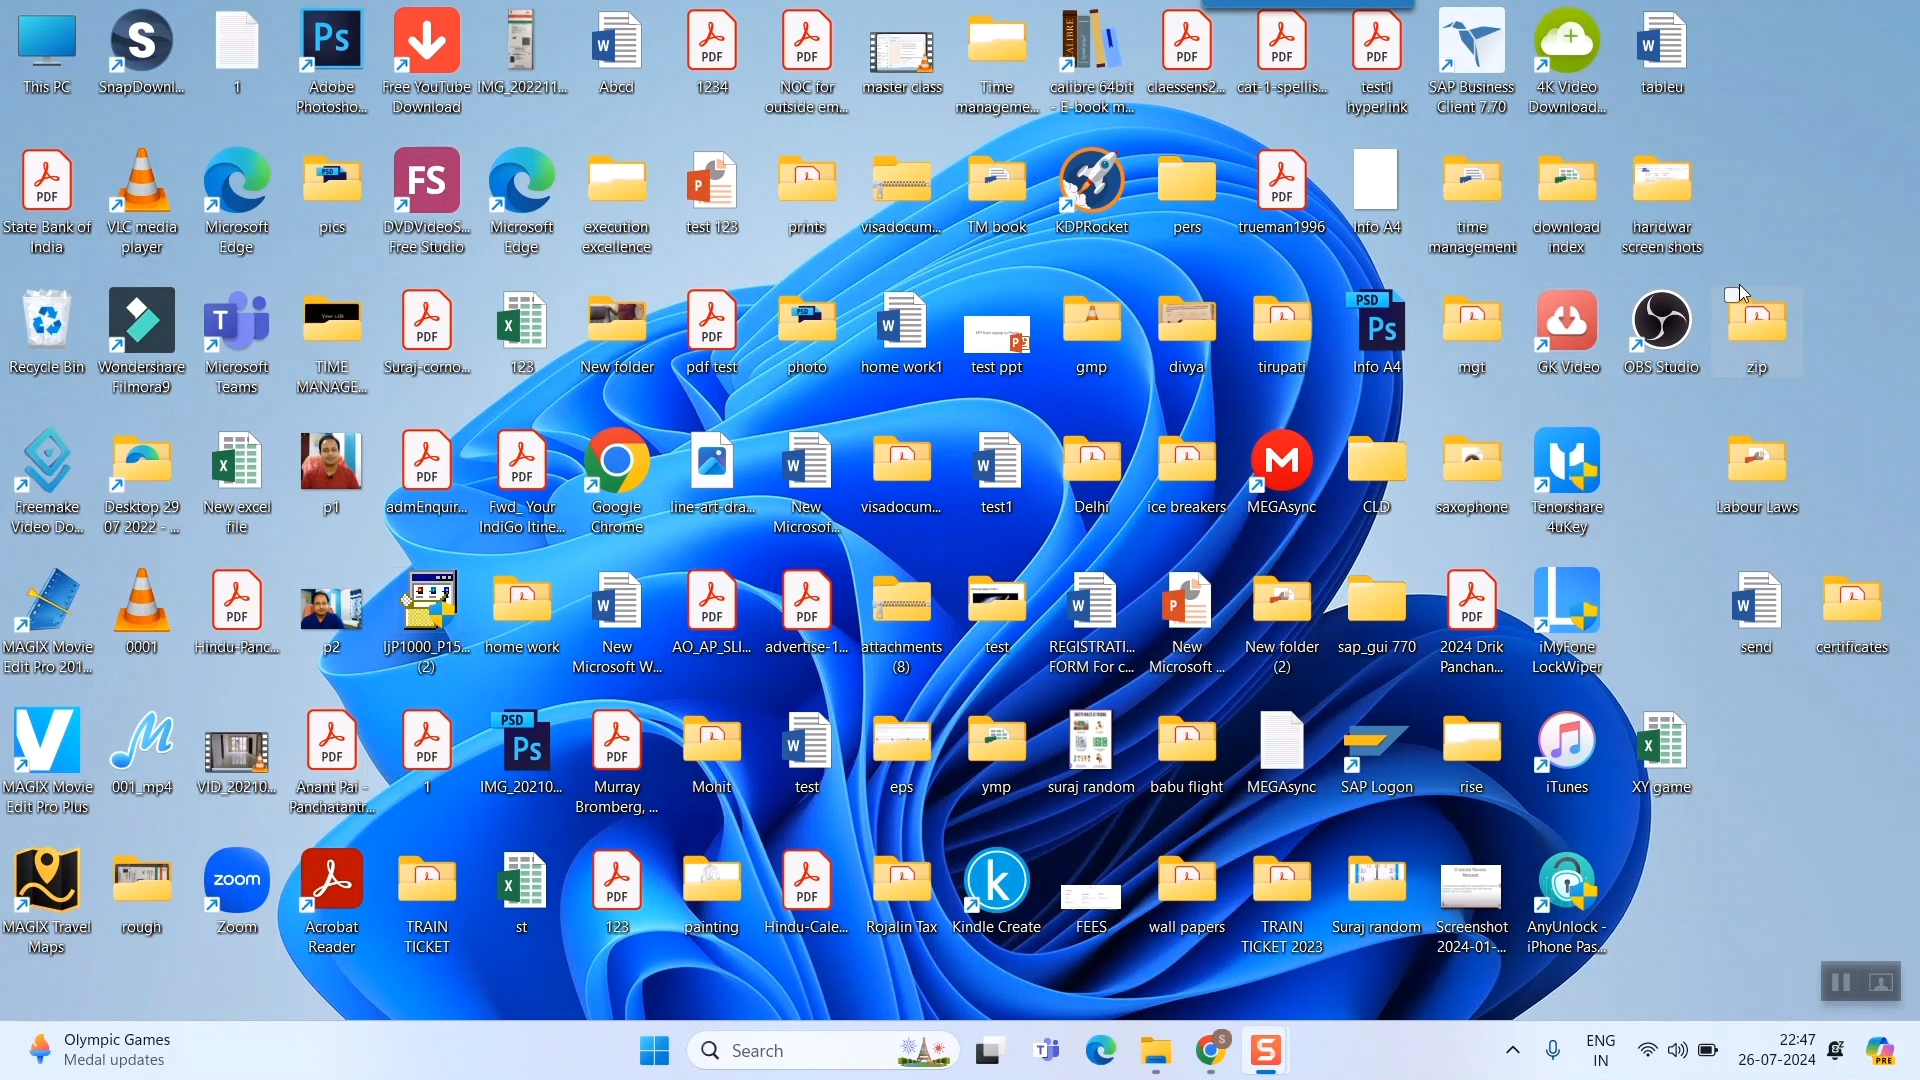 This PC
SnapDownl...
1
Adobe
Photosho...
Free YouTube
Download
IMG_202211...
Abcd
1234
NOC for
outside em...
master class
Time
manageme...
calibre 64bit
- E-book m...
claessens2...
cat-1-spellis...
test1
hyperlink
SAP Business
Client 7.70
4K Video
Download...
tableu
State Bank of
India
VLC media
player
Microsoft
Edge
pics
DVDVideoS...
Free Studio
Microsoft
Edge
execution
excellence
test 123
prints
visadocum...
TM book
KDPRocket
pers
trueman1996
Info A4
time
management
download
index
haridwar
screen shots
Recycle Bin
Wondershare
Filmora9
Microsoft
Teams
TIME
MANAGE...
Suraj-corno...
123
New folder
pdf test
photo
home work1
test ppt
gmp
divya
tirupati
Info A4
mgt
GK Video
OBS Studio
zip
Freemake
Video Do...
Desktop 29
07 2022 - ...
New excel
file
p1
admEnquir...
Fwd_ Your
IndiGo Itine...
Google
Chrome
line-art-dra...
New
Microsof...
visadocum...
test1
Delhi
ice breakers
MEGAsync
CLD
saxophone
Tenorshare
4uKey
Labour Laws
MAGIX Movie
Edit Pro 201...
0001
Hindu-Panc...
p2
ljP1000_P15...
(2)
home work
New
Microsoft W...
AO_AP_SLI...
advertise-1...
attachments
(8)
test
REGISTRATI...
FORM For c...
New
Microsoft ...
New folder
(2)
sap_gui 770
2024 Drik
Panchan...
iMyFone
LockWiper
send
certificates
MAGIX Movie
Edit Pro Plus
001_mp4
VID_20210...
Anant Pai -
Panchatantr...
1
IMG_20210...
Murray
Bromberg, ...
Mohit
test
eps
ymp
suraj random
babu flight
MEGAsync
SAP Logon
rise
iTunes
XY game
MAGIX Travel
Maps
rough
Zoom
Acrobat
Reader
TRAIN
TICKET
st
123
painting
Hindu-Cale...
Rojalin Tax
Kindle Create
FEES
wall papers
TRAIN
TICKET 2023
Suraj random
Screenshot
2024-01-...
AnyUnlock -
iPhone Pas...
Olympic Games
Medal updates
Search
ENG
IN
22:47
26-07-2024